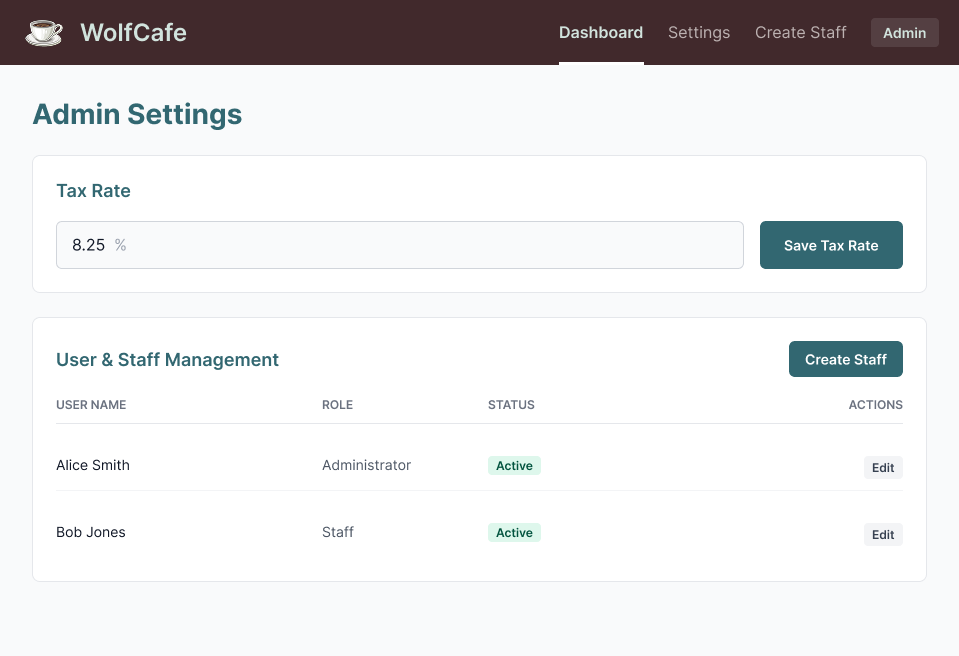 WolfCafe
Dashboard Settings Create Staff Admin
Admin Settings
Tax Rate
8.25 % Save Tax Rate
User & Staff Management Create Staff
USER NAME ROLE STATUS ACTIONS
Alice Smith Administrator Active Edit
Bob Jones Staff Active Edit